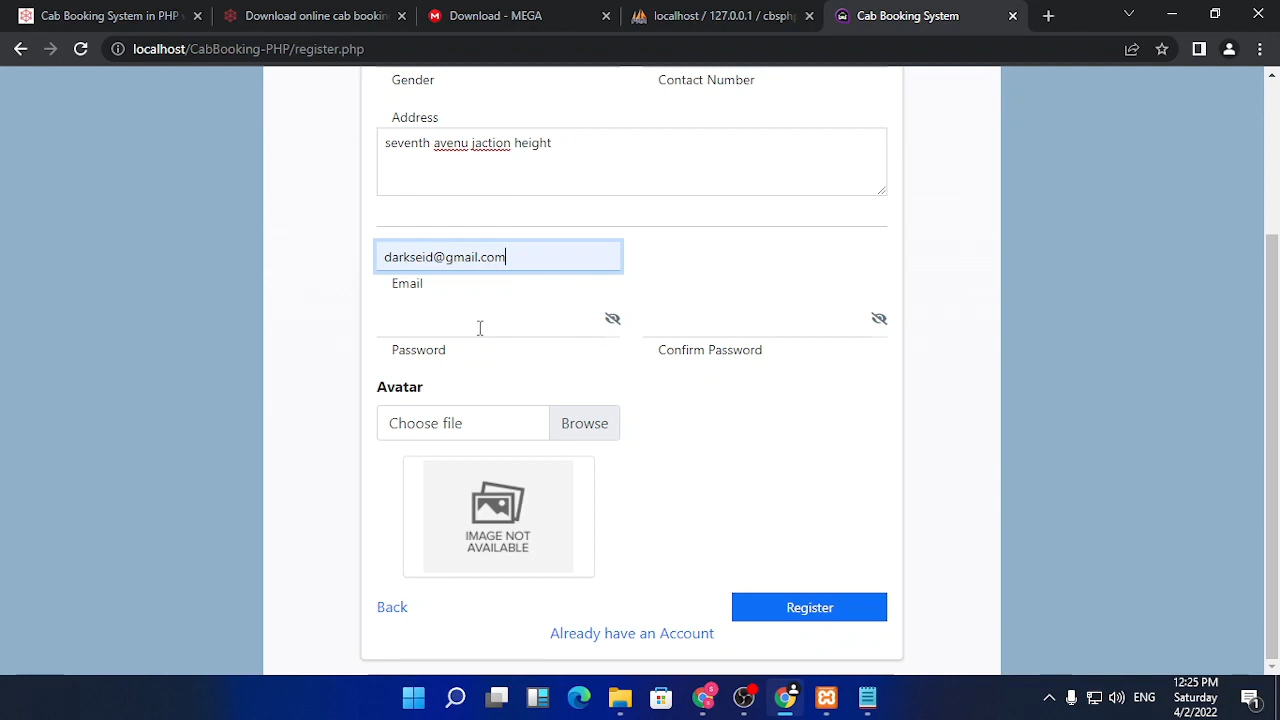 Cab Booking System in PHP
Download online cab bookin
Download - MEGA
localhost / 127.0.0.1 / cbsphp
Cab Booking System
localhost/CabBooking-PHP/register.php
Gender
Contact Number
Address
seventh avenu jaction height
darkseid@gmail.com
Email
Password
Confirm Password
Avatar
Choose file
Browse
IMAGE NOT
AVAILABLE
Back
Register
Already have an Account
S
ENG
12:25 PM
Saturday
4/2/2022
1